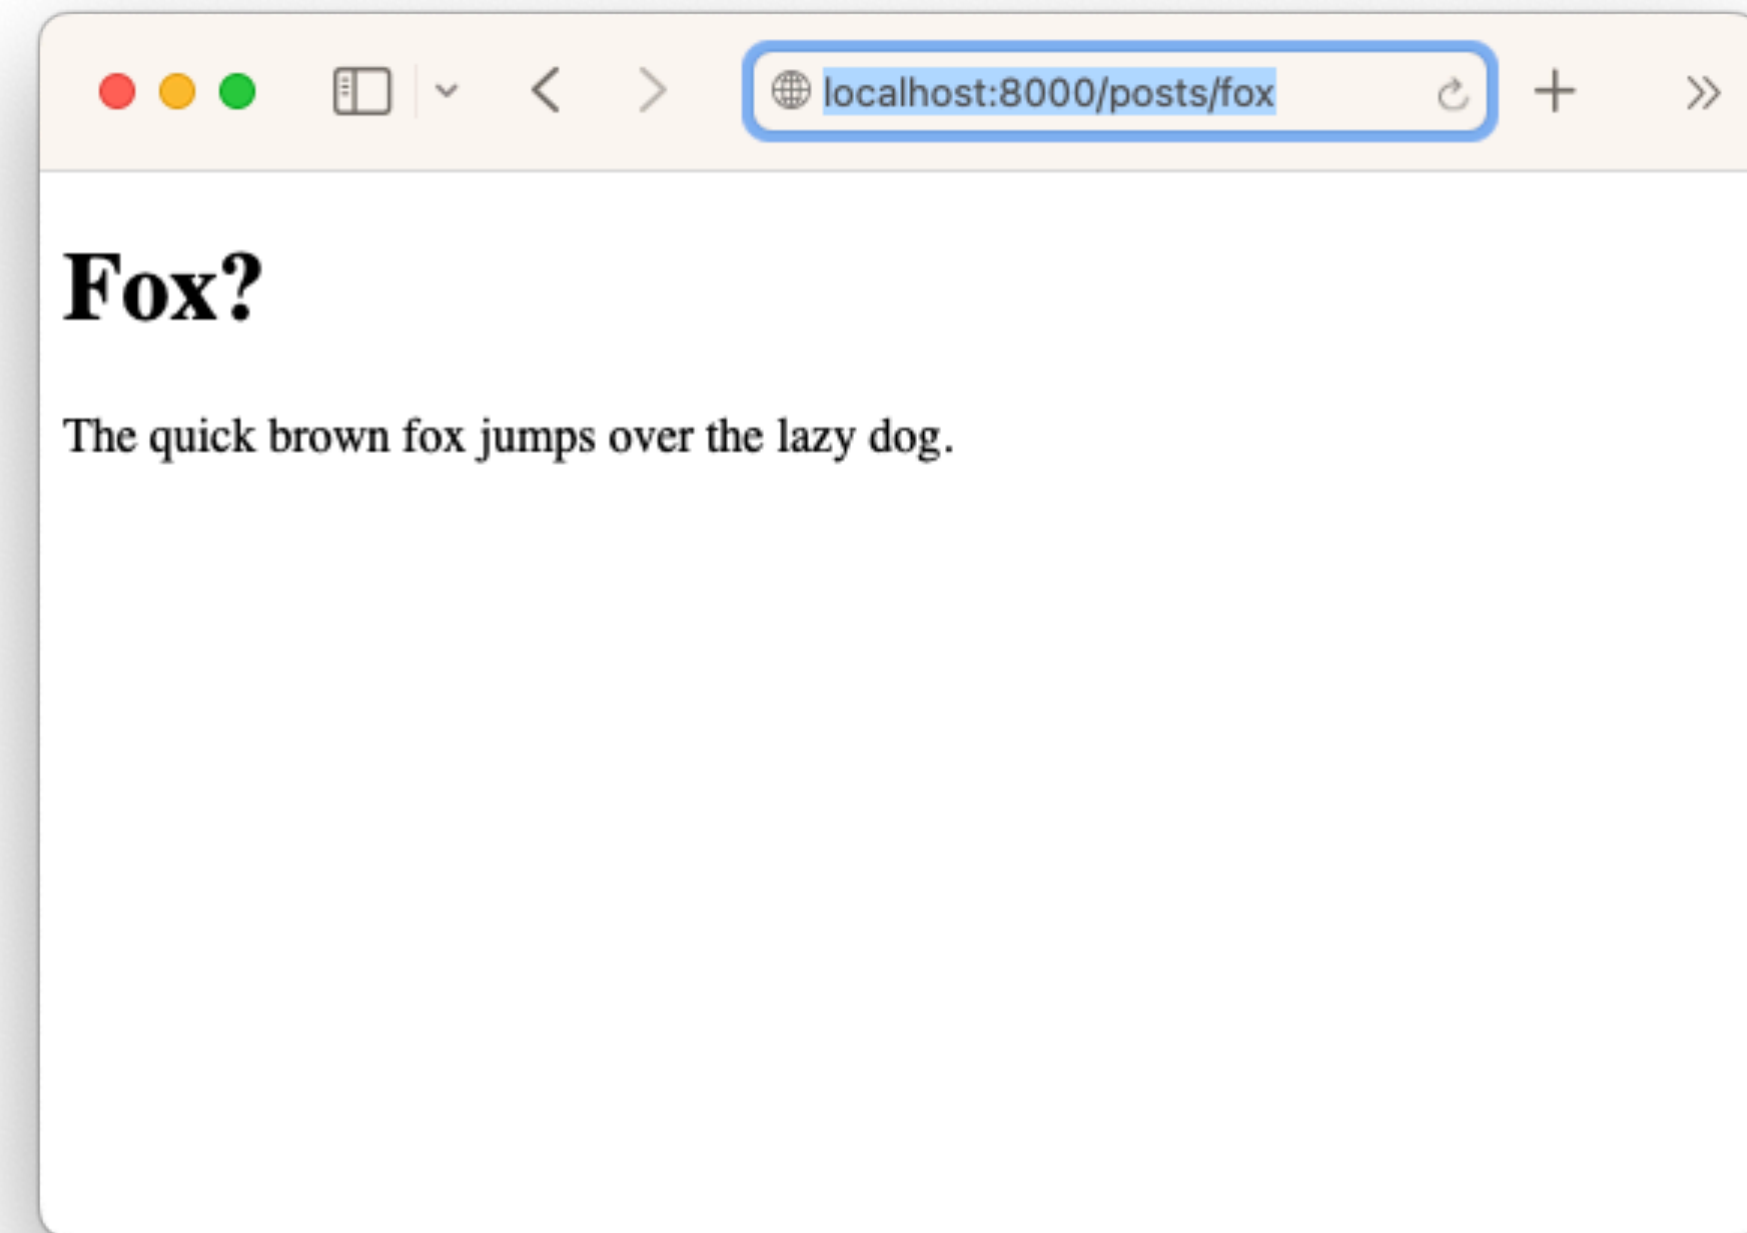 localhost:8000/posts/fox
Fox?
The quick brown fox jumps over the lazy dog.